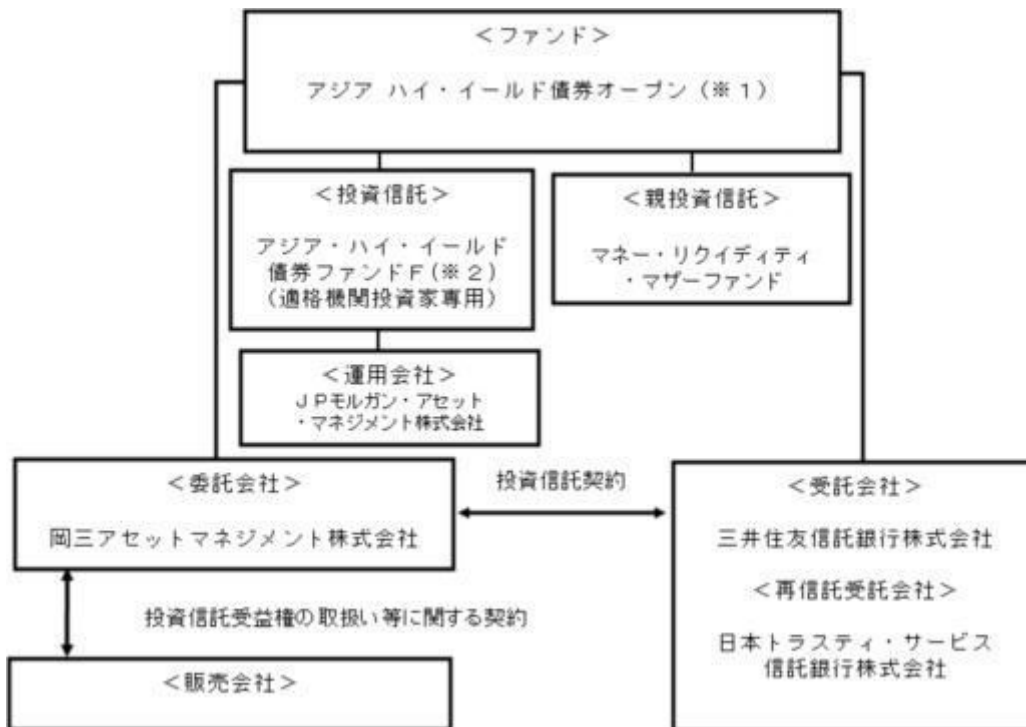 <ファンド>
アジア ハイ・イールド債券オープン(※1)
<投資信託>
アジア・ハイ・イールド
債券ファンドF(※2)
(適格機関投資家専用)
<親投資信託>
マネー・リクイディティ
・マザーファンド
<運用会社>
JPモルガン・アセット
・マネジメント株式会社
<委託会社>
岡三アセットマネジメント株式会社
投資信託契約
<受託会社>
三井住友信託銀行株式会社
<再信託受託会社>
日本トラスティ・サービス
信託銀行株式会社
投資信託受益権の取扱い等に関する契約
<販売会社>